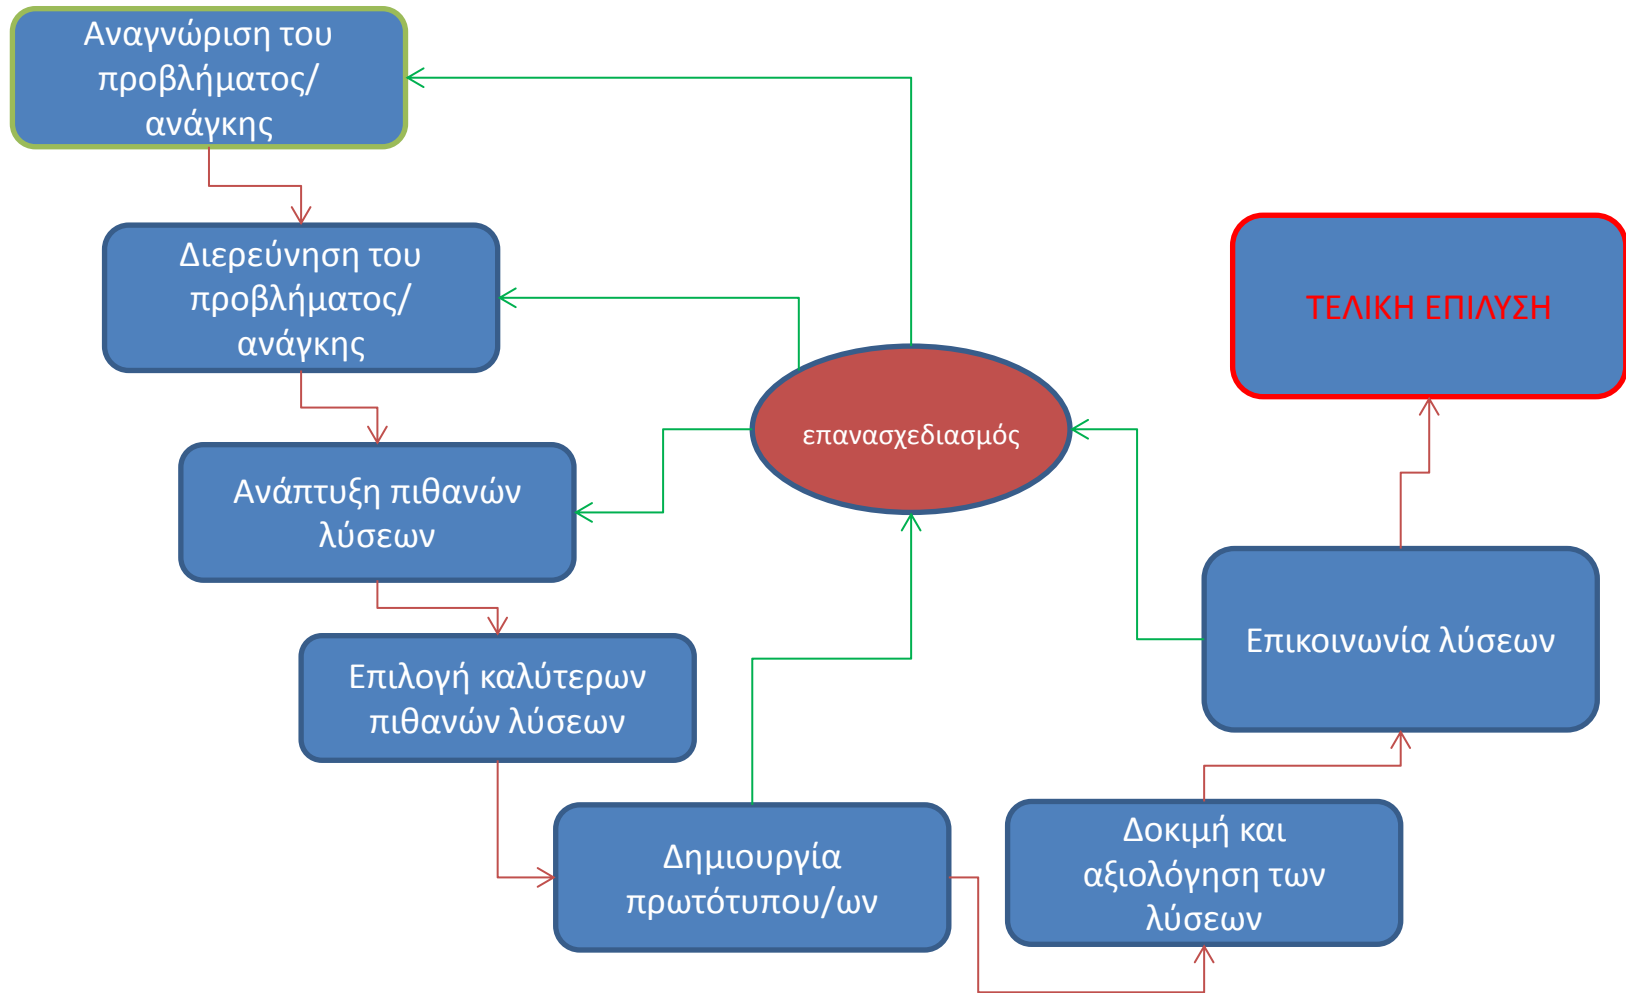 Αναγνώριση του
προβλήματος/
ανάγκης
Διερεύνηση του
προβλήματος/
ανάγκης
ΤΕΛΙΚΗ ΕΠΙΛΥΣΗ
επανασχεδιασμός
Ανάπτυξη πιθανών
λύσεων
Επικοινωνία λύσεων
Επιλογή καλύτερων
πιθανών λύσεων
Δημιουργία
πρωτότυπου/ων
Δοκιμή και
αξιολόγηση των
λύσεων